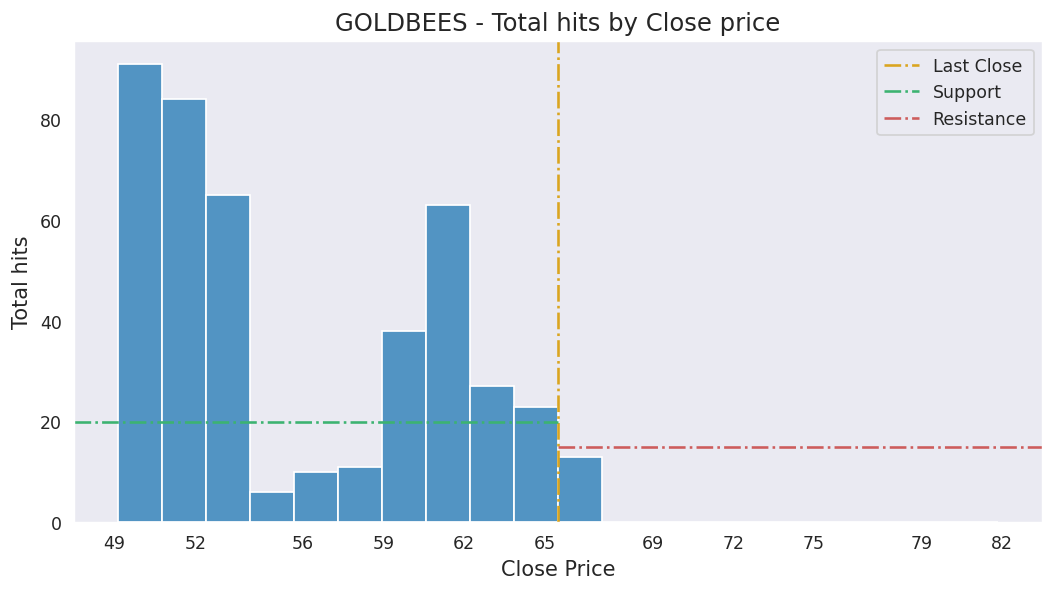 GOLDBEES - Total hits by Close price
Last Close
Support
Resistance
Total hits
80
60
40
20
0
49 52 56 59 62 65 69 72 75 79 82
Close Price